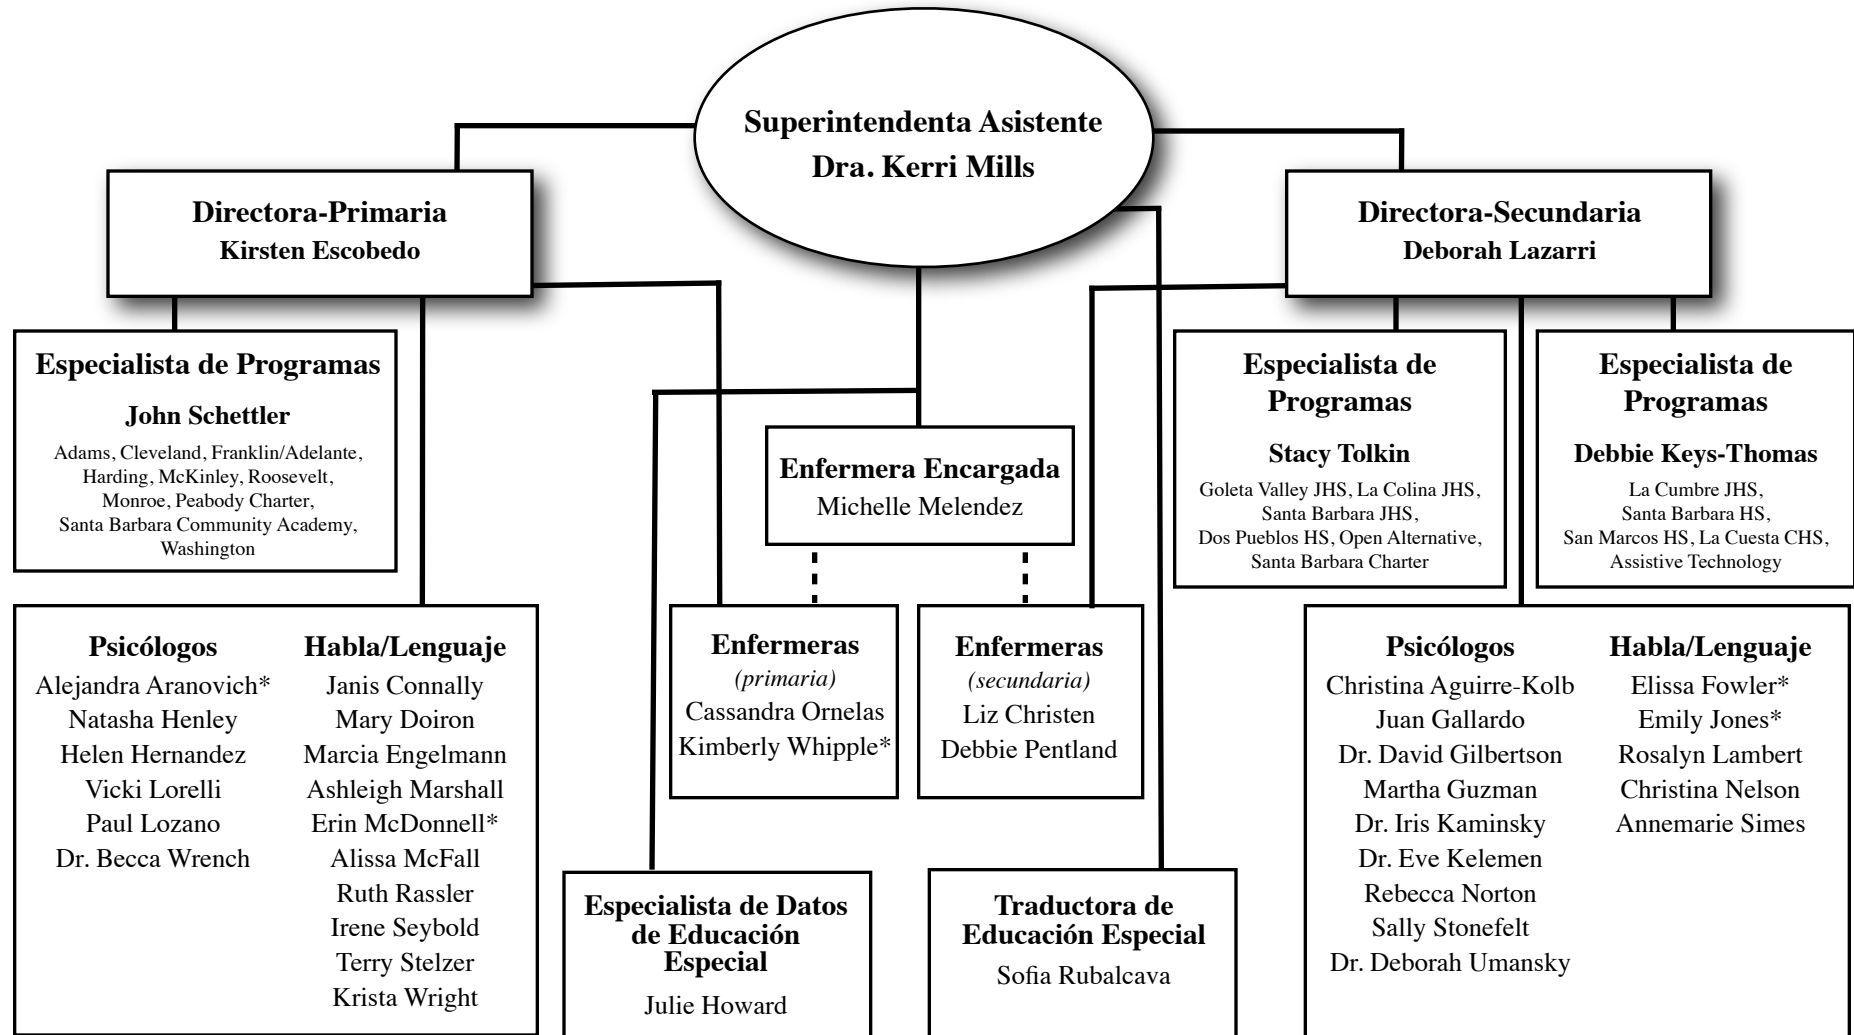 Superintendenta Asistente
Dra. Kerri Mills
Directora-Primaria
Kirsten Escobedo
Directora-Secundaria
Deborah Lazarri
Especialista de Programas
John Schettler
Adams, Cleveland, Franklin/Adelante,
Harding, McKinley, Roosevelt,
Monroe, Peabody Charter,
Santa Barbara Community Academy,
Washington
Enfermera Encargada
Michelle Melendez
Especialista de
Programas
Stacy Tolkin
Goleta Valley JHS, La Colina JHS,
Santa Barbara JHS,
Dos Pueblos HS, Open Alternative,
Santa Barbara Charter
Especialista de
Programas
Debbie Keys-Thomas
La Cumbre JHS,
Santa Barbara HS,
San Marcos HS, La Cuesta CHS,
Assistive Technology
Psicólogos
Alejandra Aranovich*
Natasha Henley
Helen Hernandez
Vicki Lorelli
Paul Lozano
Dr. Becca Wrench
Habla/Lenguaje
Janis Connally
Mary Doiron
Marcia Engelmann
Ashleigh Marshall
Erin McDonnell*
Alissa McFall
Ruth Rassler
Irene Seybold
Terry Stelzer
Krista Wright
Enfermeras
(primaria)
Cassandra Ornelas
Kimberly Whipple*
Enfermeras
(secundaria)
Liz Christen
Debbie Pentland
Psicólogos
Christina Aguirre-Kolb
Juan Gallardo
Dr. David Gilbertson
Martha Guzman
Dr. Iris Kaminsky
Dr. Eve Kelemen
Rebecca Norton
Sally Stonefelt
Dr. Deborah Umansky
Habla/Lenguaje
Elissa Fowler*
Emily Jones*
Rosalyn Lambert
Christina Nelson
Annemarie Simes
Especialista de Datos
de Educación
Especial
Julie Howard
Traductora de
Educación Especial
Sofia Rubalcava